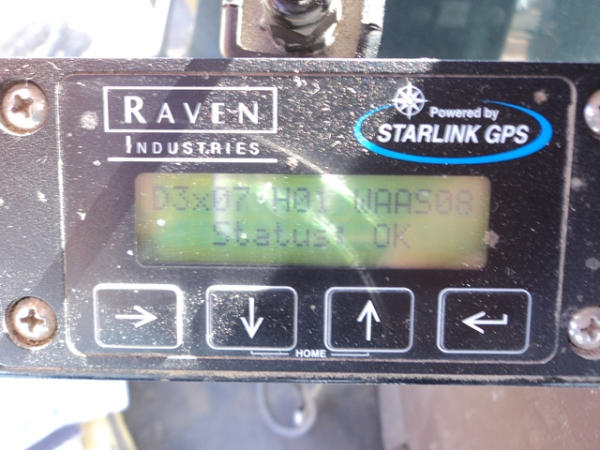 RAVEN
INDUSTRIES
Powered by
STARLINK GPS
D3x07 H01 WAAS08
Status: OK
HOME